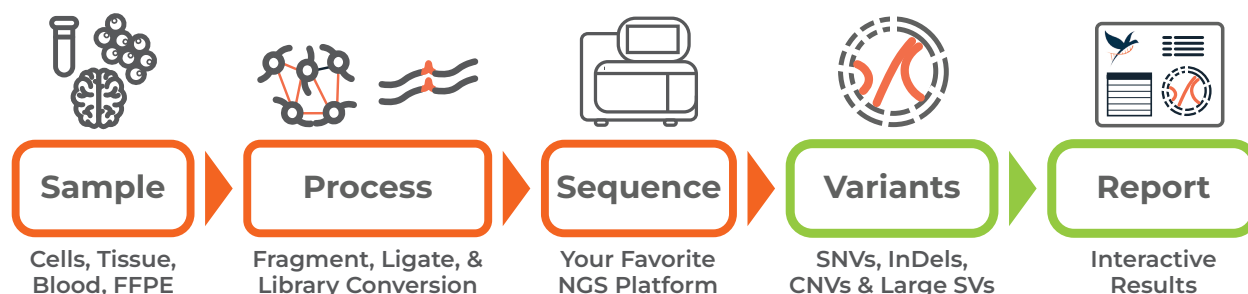 Sample
Process
Sequence
Variants
Report
Cells, Tissue,
Blood, FFPE
Fragment, Ligate, &
Library Conversion
Your Favorite
NGS Platform
SNVs, InDels,
CNVs & Large SVs
Interactive
Results